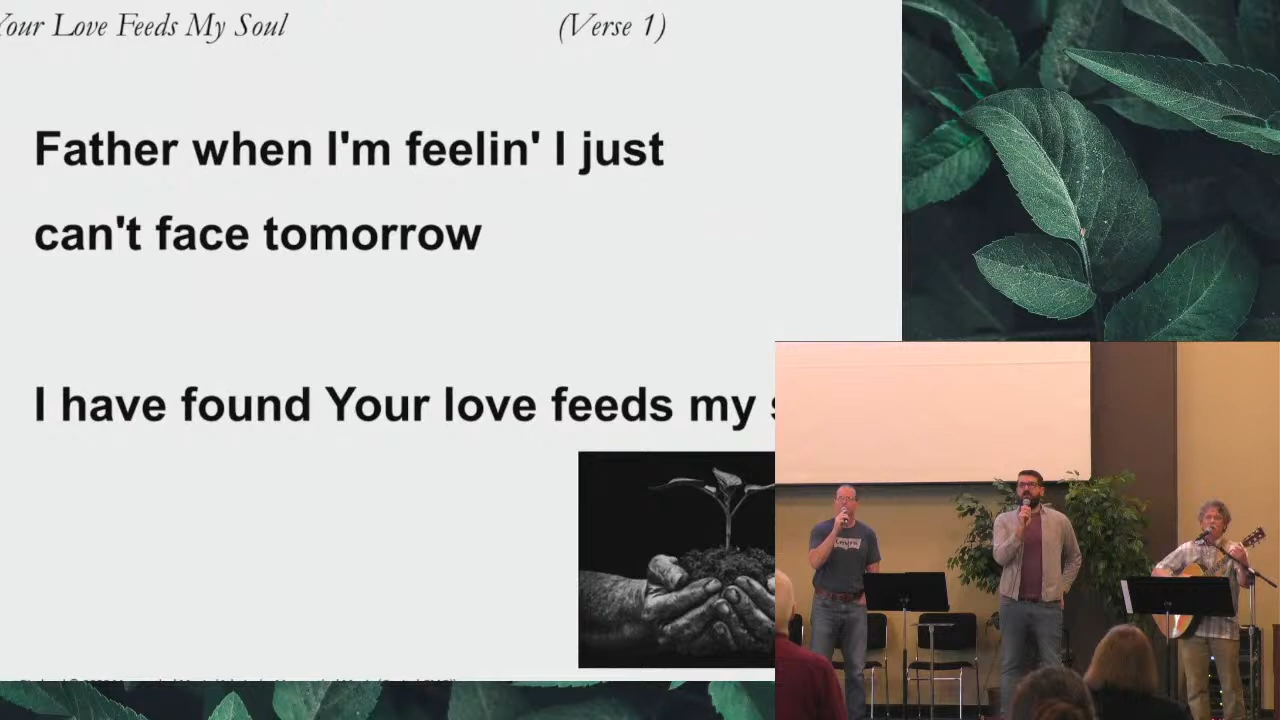 Your Love Feeds My Soul (Verse 1)
Father when I'm feelin' I just
can't face tomorrow
I have found Your love feeds my